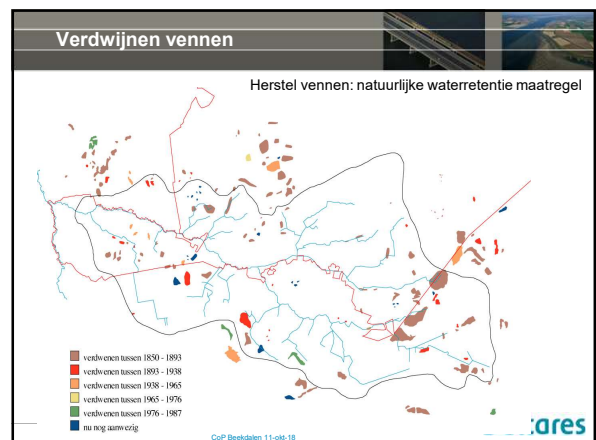 Verdwijnen vennen
Herstel vennen: natuurlijke waterretentie maatregel
verdwenen tussen 1850 - 1893
verdwenen tussen 1893 - 1938
verdwenen tussen 1938 - 1965
verdwenen tussen 1965 - 1976
verdwenen tussen 1976 - 1987
nu nog aanwezig
CoP Beekdalen 11-okt-18
ares